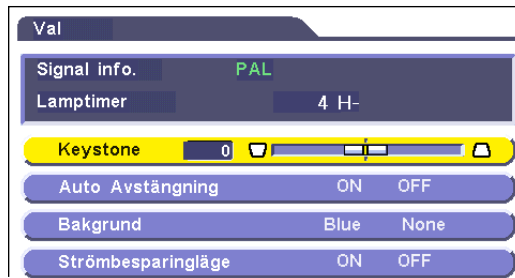 Val
Signal info. PAL
Lamptimer 4 H-
Keystone 0
Auto Avstängning ON OFF
Bakgrund Blue None
Strömbesparingläge ON OFF